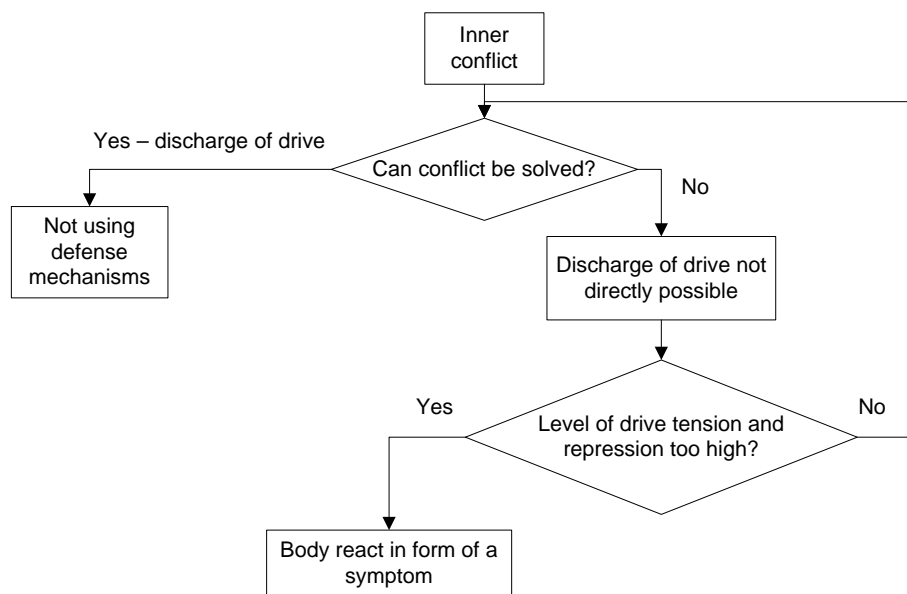 Inner
conflict
Yes – discharge of drive
Can conflict be solved?
No
Not using
defense
mechanisms
Discharge of drive not
directly possible
Yes
Level of drive tension and
repression too high?
No
Body react in form of a
symptom